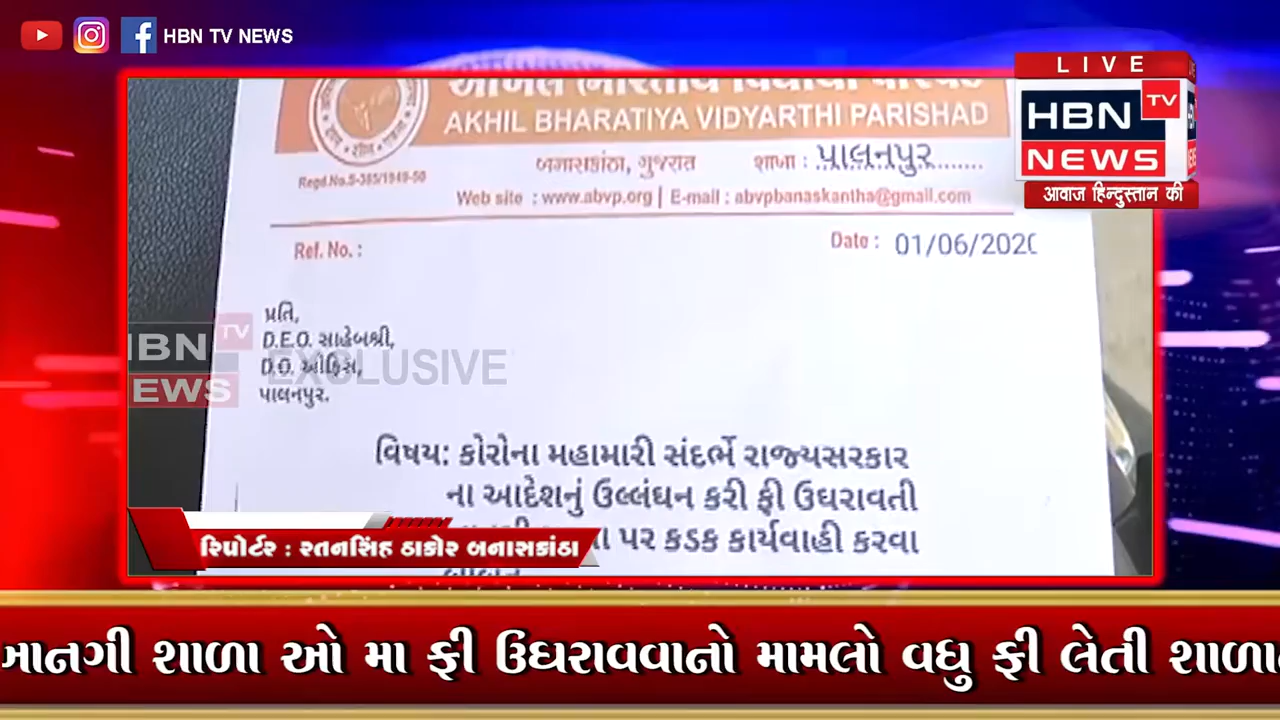 HBN TV NEWS
LIVE
HBN TV
NEWS
आवाज हिन्दुस्तान की
AKHIL BHARATIYA VIDYARTHI PARISHAD
બનાસકાંઠા, ગુજરાત શાખા : પાલનપુર
Regd.No.S-385/1949-50
Web site : www.abvp.org | E-mail : abvpbanaskantha@gmail.com
Ref. No. :
Date : 01/06/2020
પ્રતિ,
D.E.O. સાહેબશ્રી,
D.O. ઓફિસ,
પાલનપુર.
HBN TV
NEWS
EXCLUSIVE
વિષય: કોરોના મહામારી સંદર્ભે રાજ્યસરકાર
ના આદેશનું ઉલ્લંઘન કરી ફી ઉઘરાવતી
પર કડક કાર્યવાહી કરવા
રિપોર્ટર : રતનસિંહ ઠાકોર બનાસકાંઠા
ખાનગી શાળા ઓ મા ફી ઉઘરાવવાનો મામલો વધુ ફી લેતી